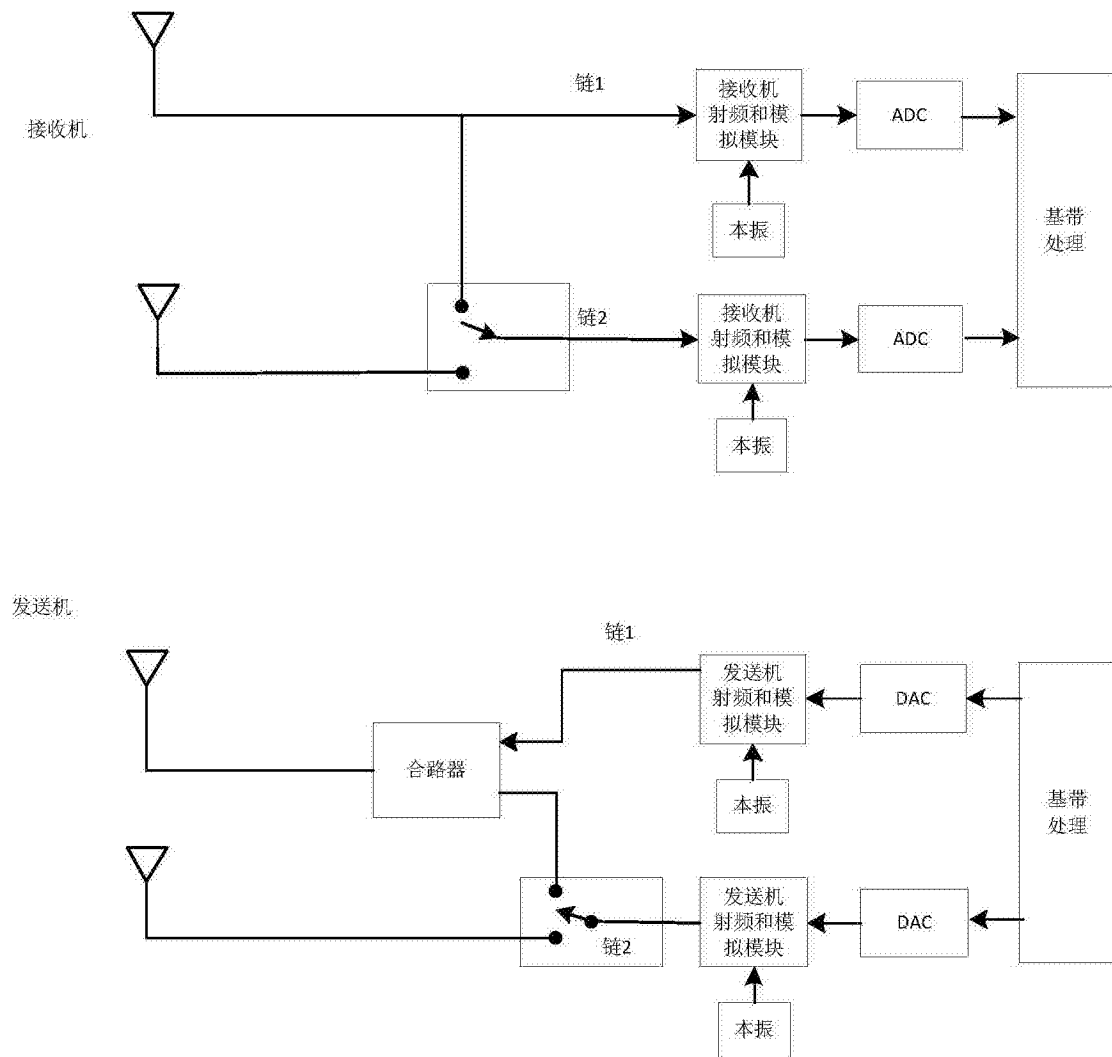 接收机
链1
接收机
射频和模
拟模块
ADC
本振
基带
处理
链2
接收机
射频和模
拟模块
ADC
本振
发送机
链1
发送机
射频和模
拟模块
DAC
合路器
本振
基带
处理
发送机
射频和模
拟模块
DAC
链2
本振